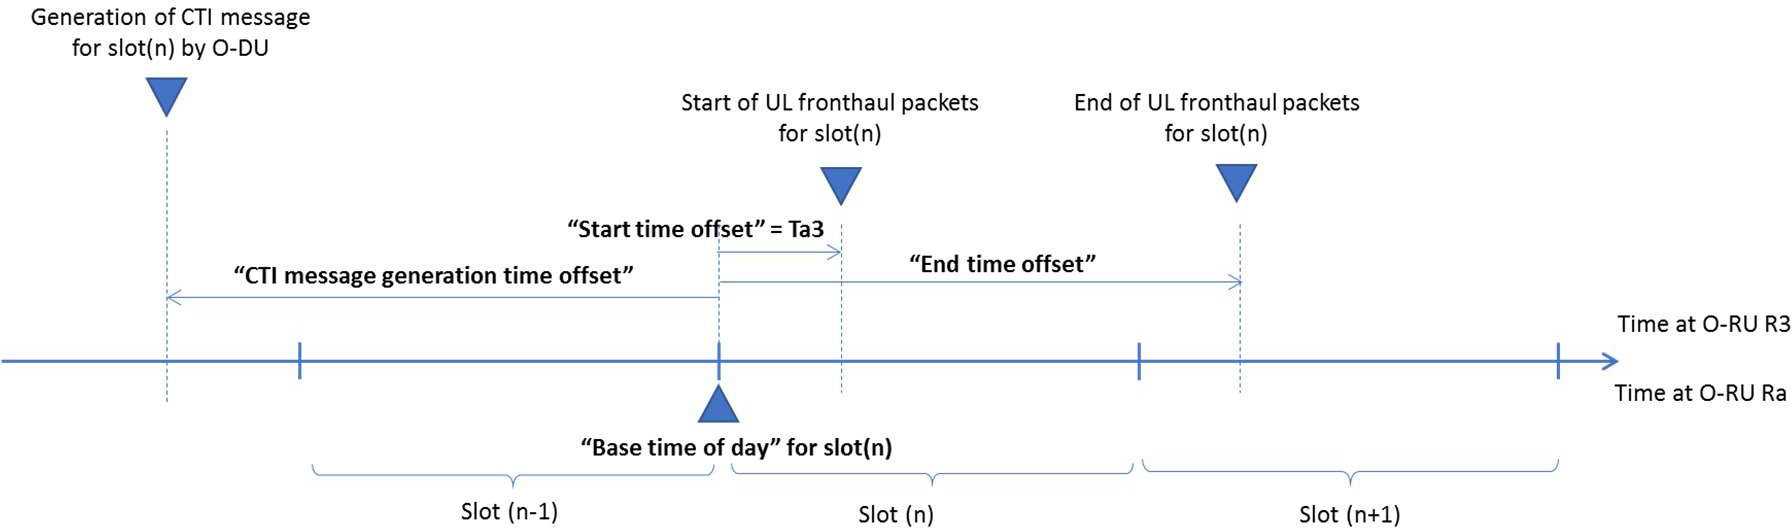 Generation of CTI message
for slot(n) by O-DU
Start of UL fronthaul packets
for slot(n)
End of UL fronthaul packets
for slot(n)
“Start time offset” = Ta3
“CTI message generation time offset”
“End time offset”
Time at O-RU R3
Time at O-RU Ra
“Base time of day” for slot(n)
Slot (n-1)
Slot (n)
Slot (n+1)